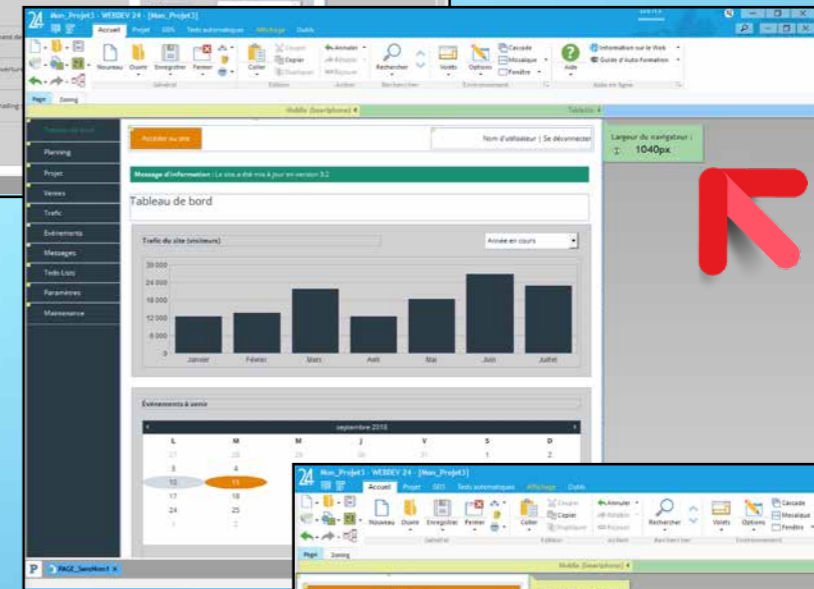 24 Mon_Projet3 - WEBDEV 24 - [Mon_Projet3]
Accueil Projet GDS Tests automatiques Affichage Outils
Nouveau Ouvrir Enregistrer Fermer Coller Couper Copier Dupliquer Annuler Rechercher Volets Options Cascade Mosaïque Fenêtre Aide Information sur le Web Guide d'Auto Formation
Général Edition Action Rechercher Environnement Aide en ligne
Page Zoning
Mobile (Smartphone) Tablette
Tableau de bord
Planning
Projet
Ventes
Trafic
Evénements
Messages
Todo Lists
Paramètres
Maintenance
Accéder au site
Nom d'utilisateur | Se déconnecter
Largeur du navigateur :
1040px
Message d'information : Le site a été mis à jour en version 3.2
Tableau de bord
Trafic du site (visiteurs)
Année en cours
30 000
24 000
18 000
12 000
6 000
0
Janvier Février Mars Avril Mai Juin Juillet
Evénements à venir
septembre 2018
L M M J V S D
27 28 29 30 31 1 2
3 4
10 11
17 18
24 25
1 2
P PAGE_SansNom1 x
24 Mon_Projet3 - WEBDEV 24 - [Mon_Projet3]
Accueil Projet GDS Tests automatiques Affichage Outils
Nouveau Ouvrir Enregistrer Fermer Coller Couper Copier Dupliquer Annuler Rechercher Volets Options Cascade Mosaïque Fenêtre
Général Edition Action Rechercher Environnement
Page Zoning
Mobile (Smartphone)